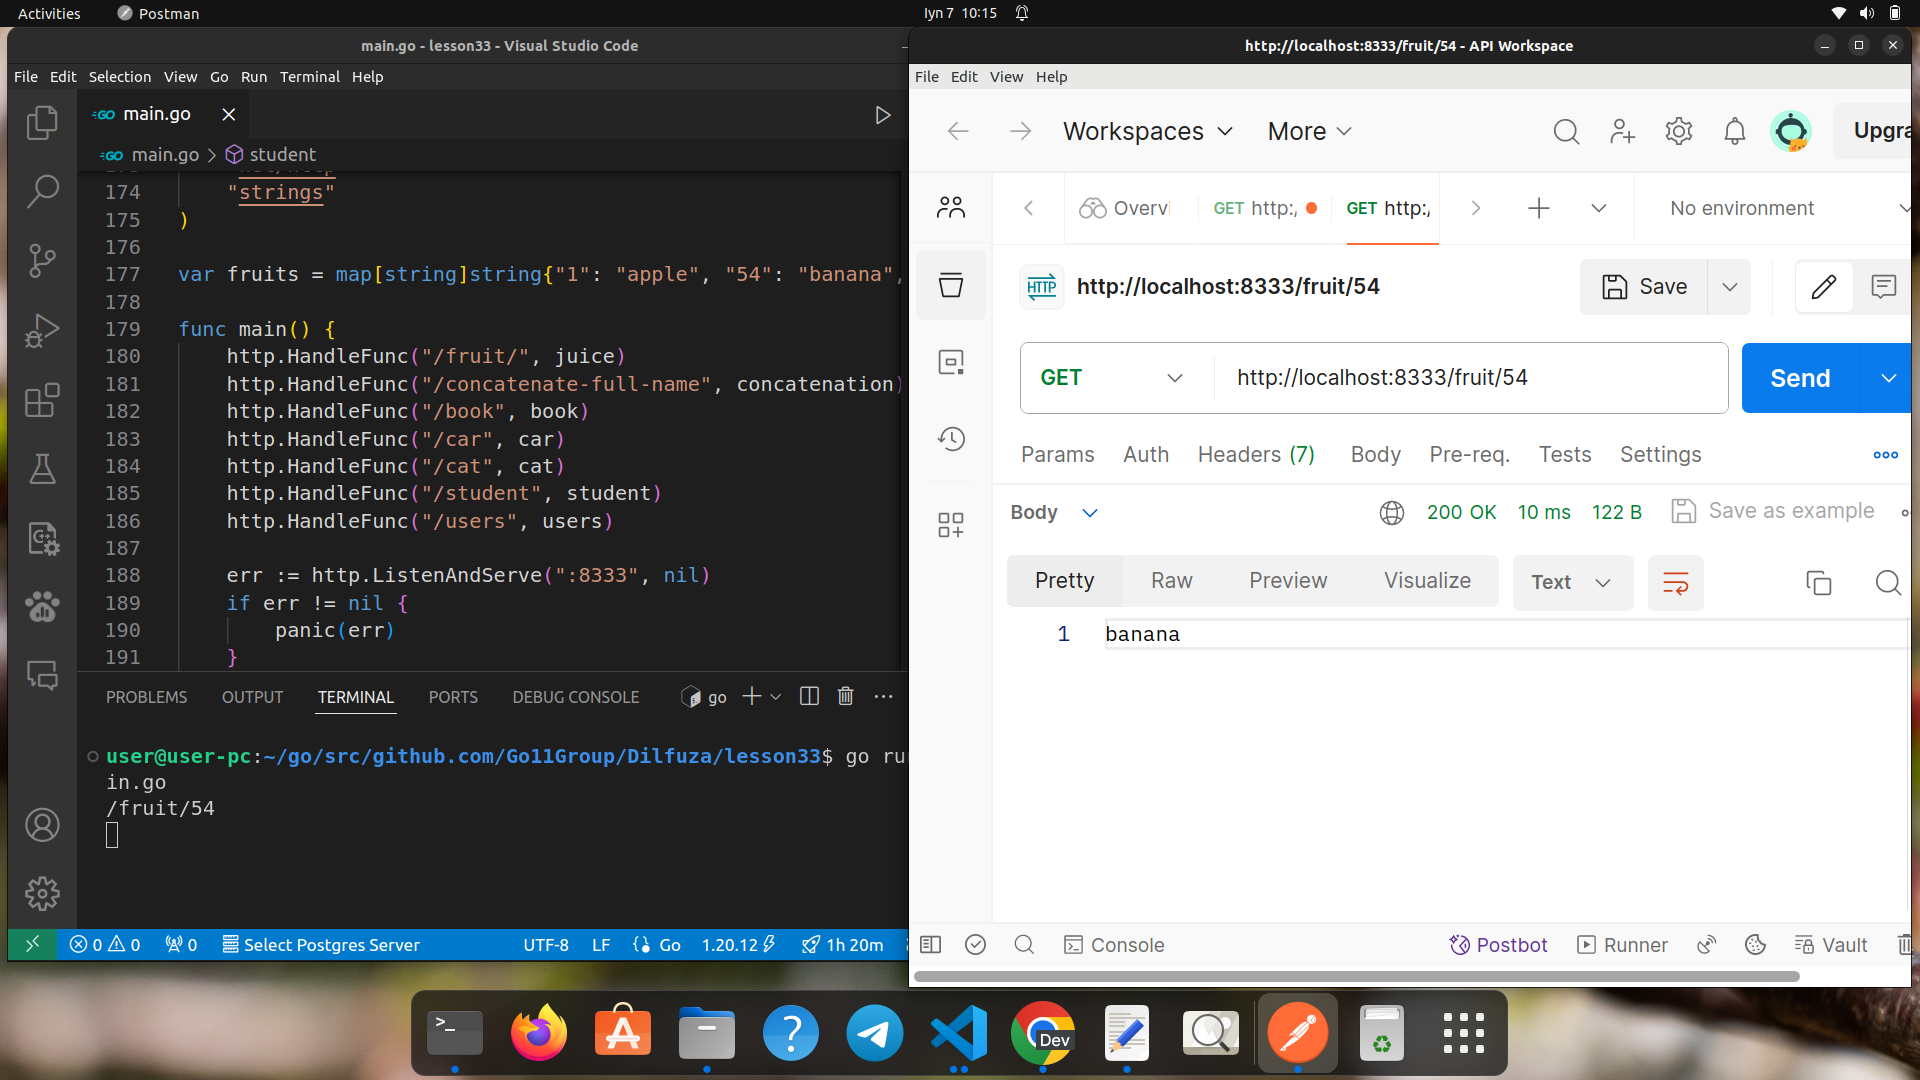 Activities
Postman
Iyn 7 10:15
main.go - lesson33 - Visual Studio Code
File Edit Selection View Go Run Terminal Help
GO main.go
GO main.go > student
174 "strings"
175 )
176
177 var fruits = map[string]string{"1": "apple", "54": "banana",
178
179 func main() {
180 http.HandleFunc("/fruit/", juice)
181 http.HandleFunc("/concatenate-full-name", concatenation)
182 http.HandleFunc("/book", book)
183 http.HandleFunc("/car", car)
184 http.HandleFunc("/cat", cat)
185 http.HandleFunc("/student", student)
186 http.HandleFunc("/users", users)
187
188 err := http.ListenAndServe(":8333", nil)
189 if err != nil {
190 panic(err)
191 }
PROBLEMS OUTPUT TERMINAL PORTS DEBUG CONSOLE go
user@user-pc:~/go/src/github.com/Go11Group/Dilfuza/lesson33$ go ru
in.go
/fruit/54
0 0 0 Select Postgres Server UTF-8 LF Go 1.20.12 1h 20m
http://localhost:8333/fruit/54 - API Workspace
File Edit View Help
Workspaces More Upgra
Overvi GET http:/ GET http:/ No environment
HTTP http://localhost:8333/fruit/54 Save
GET http://localhost:8333/fruit/54 Send
Params Auth Headers (7) Body Pre-req. Tests Settings
Body 200 OK 10 ms 122 B Save as example
Pretty Raw Preview Visualize Text
1 banana
Console Postbot Runner Vault
Dev